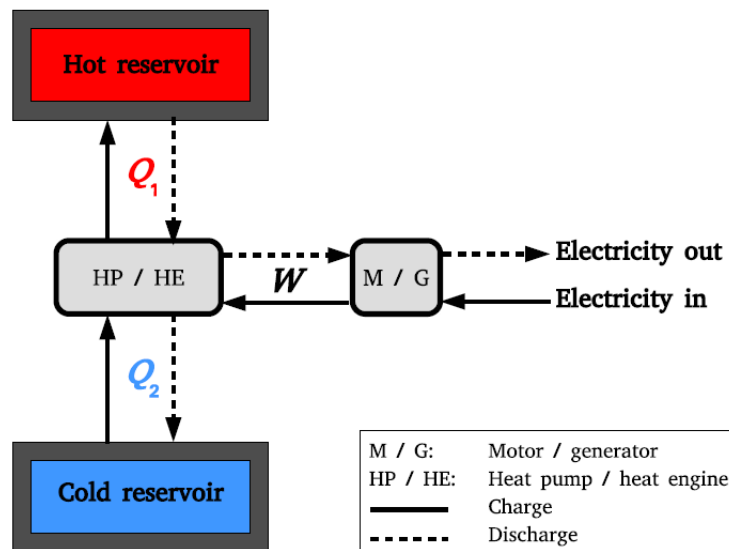 Hot reservoir
Q1
HP / HE
W
M / G
Electricity out
Electricity in
Q2
Cold reservoir
M / G: Motor / generator
HP / HE: Heat pump / heat engine
Charge
Discharge